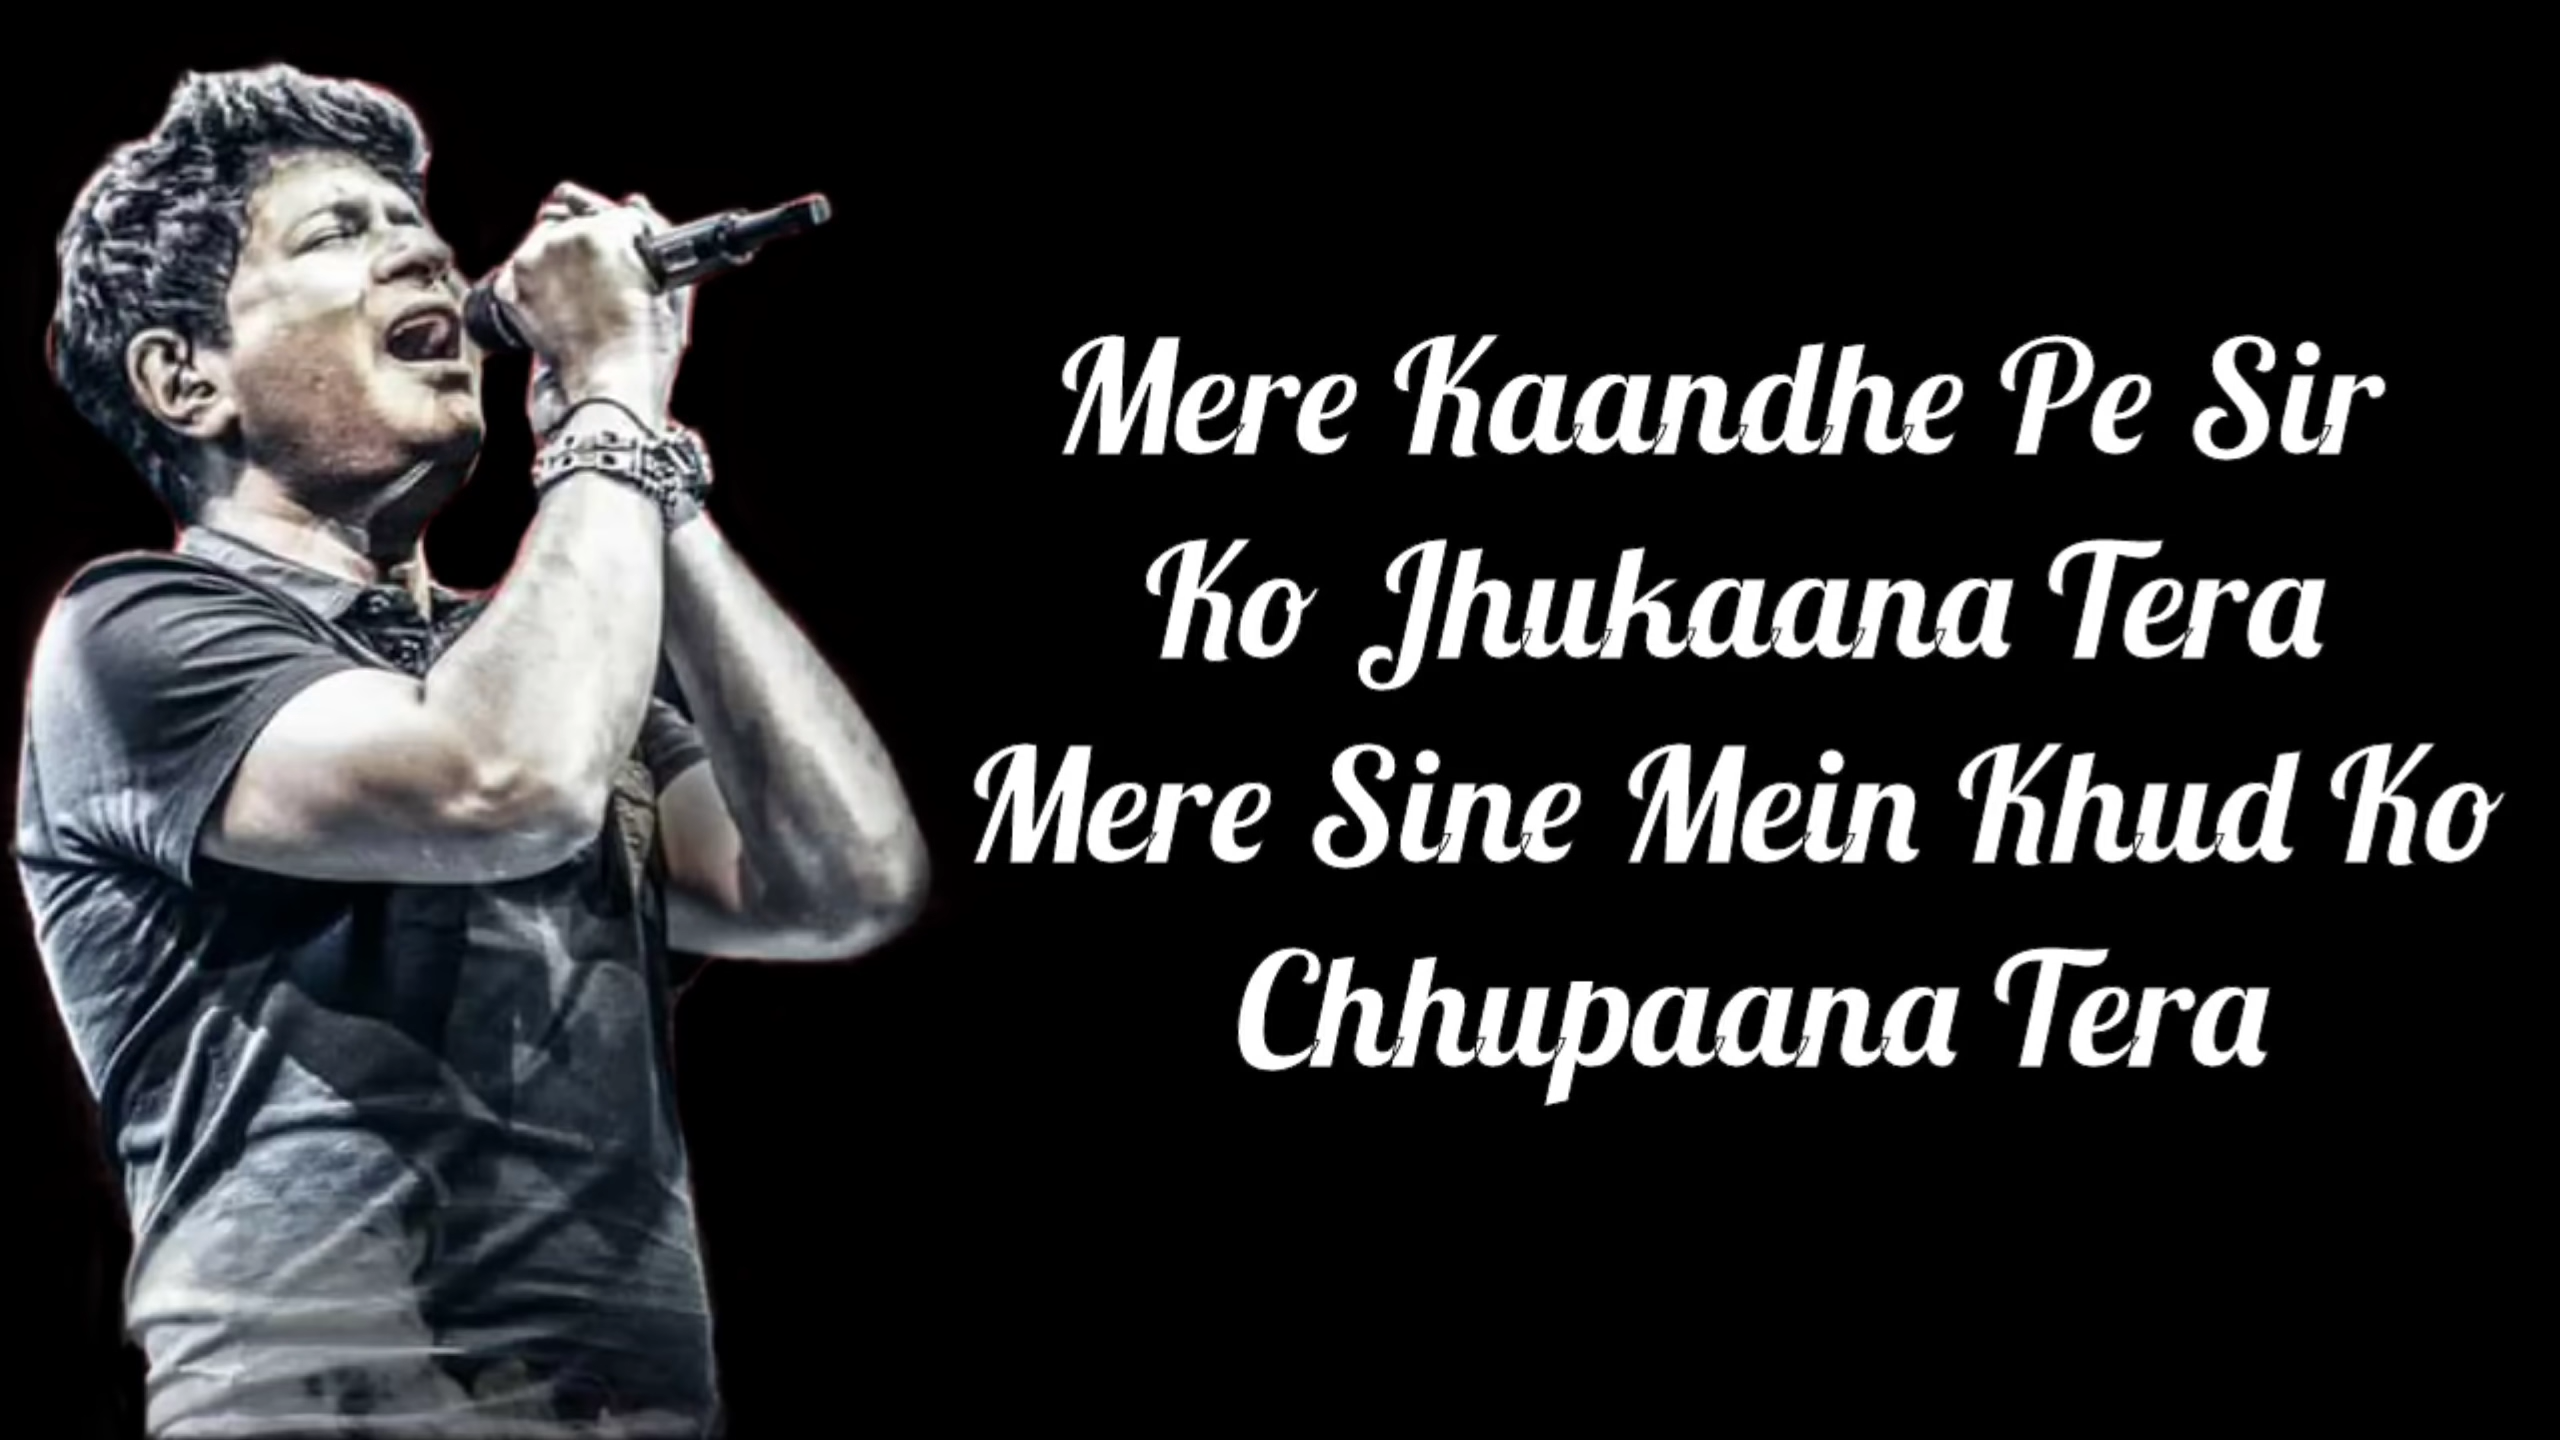 Mere Kaandhe Pe Sir
Ko Jhukaana Tera
Mere Sine Mein Khud Ko
Chhupaana Tera